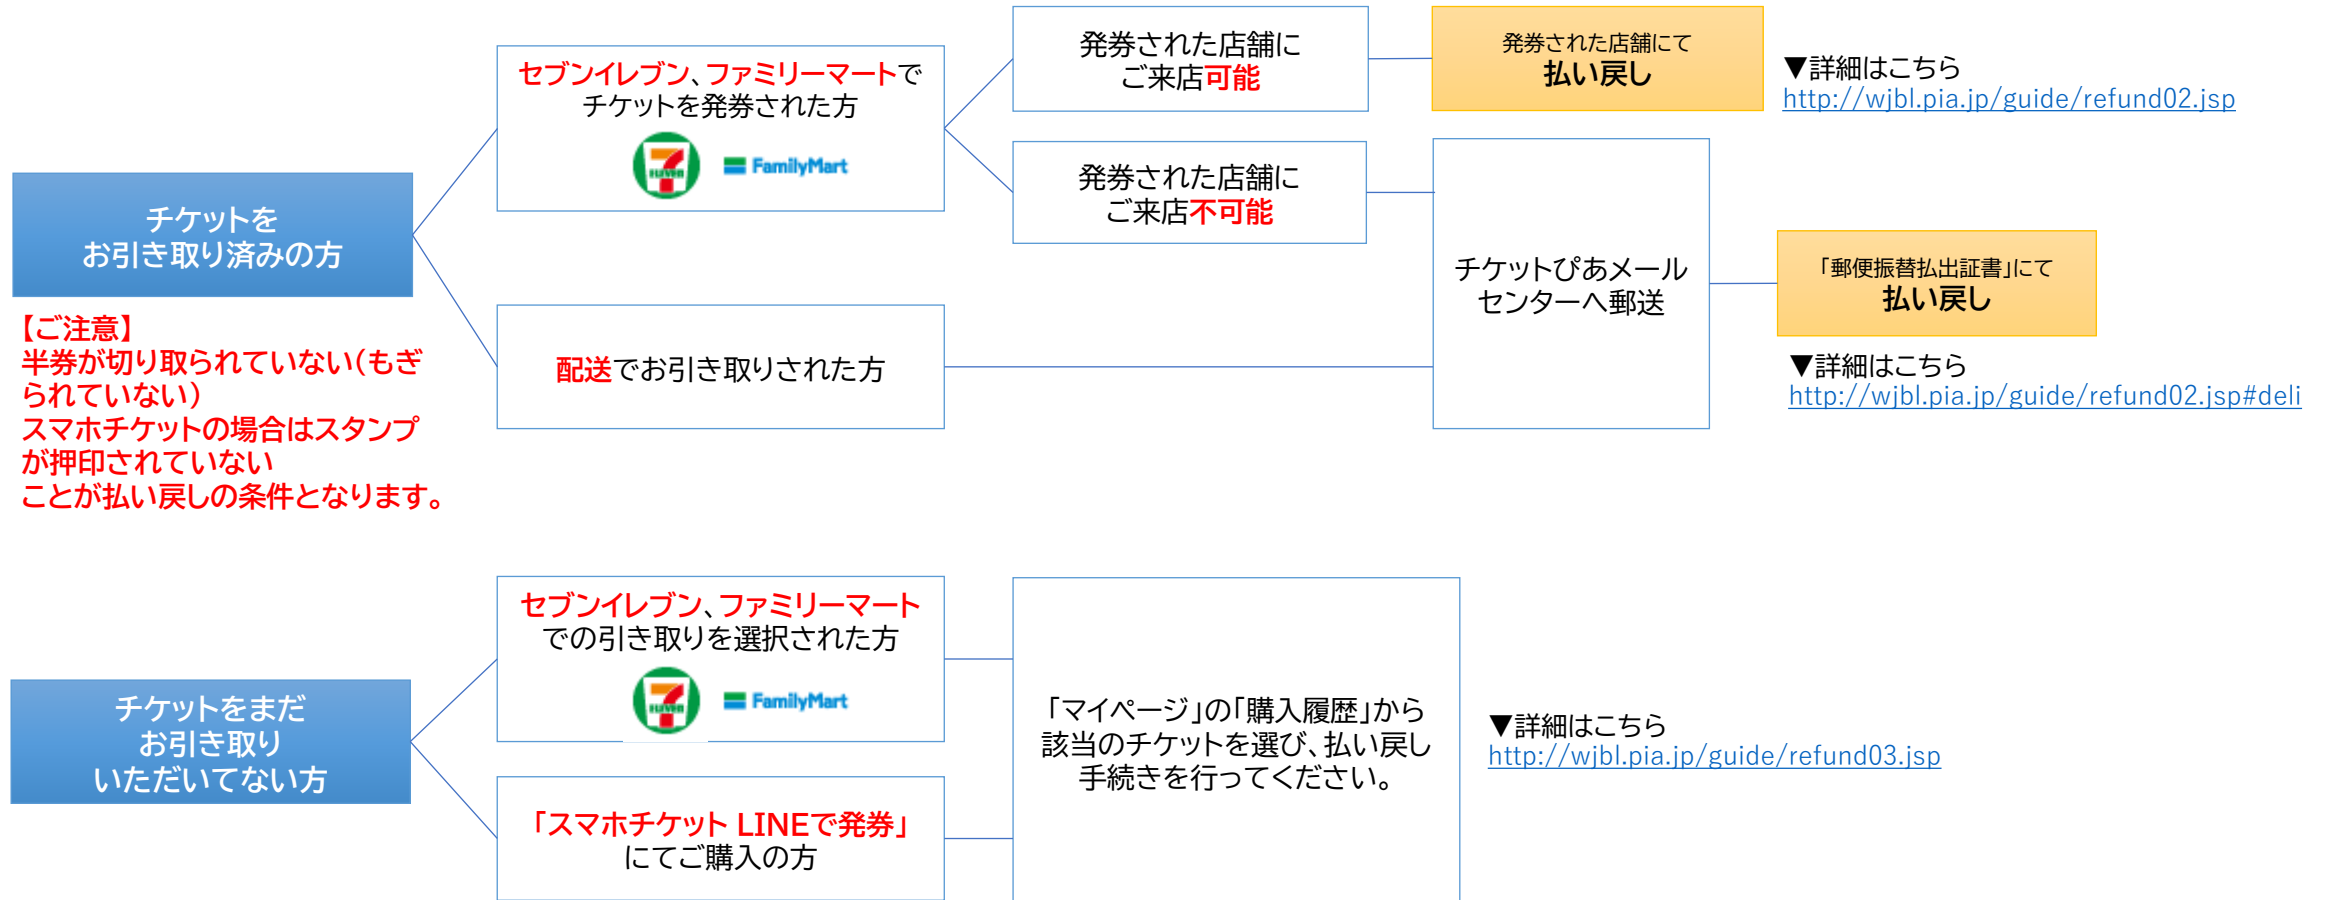 チケットを
お引き取り済みの方
【ご注意】
半券が切り取られていない(もぎ
られていない)
スマホチケットの場合はスタンプ
が押印されていない
ことが払い戻しの条件となります。
セブンイレブン、ファミリーマートで
チケットを発券された方
7
ELEVEN
FamilyMart
配送でお引き取りされた方
発券された店舗に
ご来店可能
発券された店舗に
ご来店不可能
発券された店舗にて
払い戻し
▼詳細はこちら
http://wjbl.pia.jp/guide/refund02.jsp
チケットぴあメール
センターへ郵送
「郵便振替払出証書」にて
払い戻し
▼詳細はこちら
http://wjbl.pia.jp/guide/refund02.jsp#deli
チケットをまだ
お引き取り
いただいてない方
セブンイレブン、ファミリーマート
での引き取りを選択された方
7
ELEVEN
FamilyMart
「スマホチケット LINEで発券」
にてご購入の方
「マイページ」の「購入履歴」から
該当のチケットを選び、払い戻し
手続きを行ってください。
▼詳細はこちら
http://wjbl.pia.jp/guide/refund03.jsp